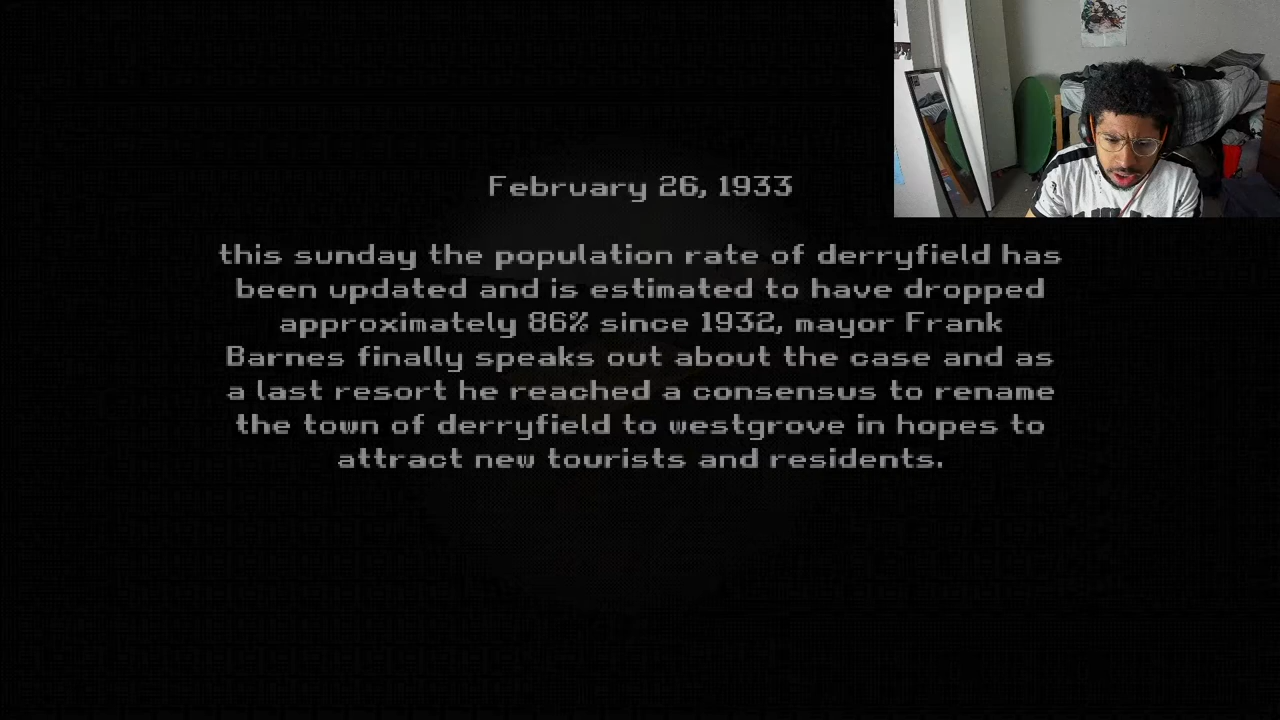 February 26, 1933
this sunday the population rate of derryfield has
been updated and is estimated to have dropped
approximately 86% since 1932, mayor Frank
Barnes finally speaks out about the case and as
a last resort he reached a consensus to rename
the town of derryfield to westgrove in hopes to
attract new tourists and residents.